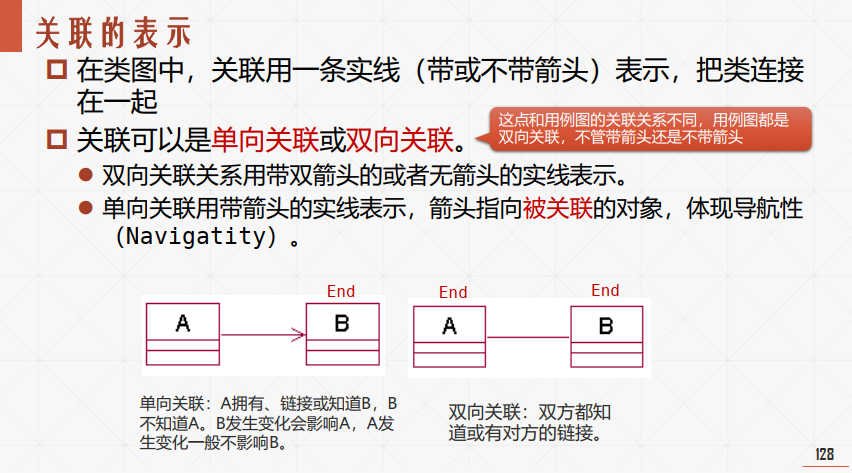 关联的表示
在类图中，关联用一条实线（带或不带箭头）表示，把类连接
在一起
关联可以是单向关联或双向关联。
这点和用例图的关联关系不同，用例图都是
双向关联，不管带箭头还是不带箭头
双向关联关系用带双箭头的或者无箭头的实线表示。
单向关联用带箭头的实线表示，箭头指向被关联的对象，体现导航性
（Navigatity）。
End
A
B
End
End
A
B
单向关联：A拥有、链接或知道B，B
不知道A。B发生变化会影响A，A发
生变化一般不影响B。
双向关联：双方都知
道或有对方的链接。
128